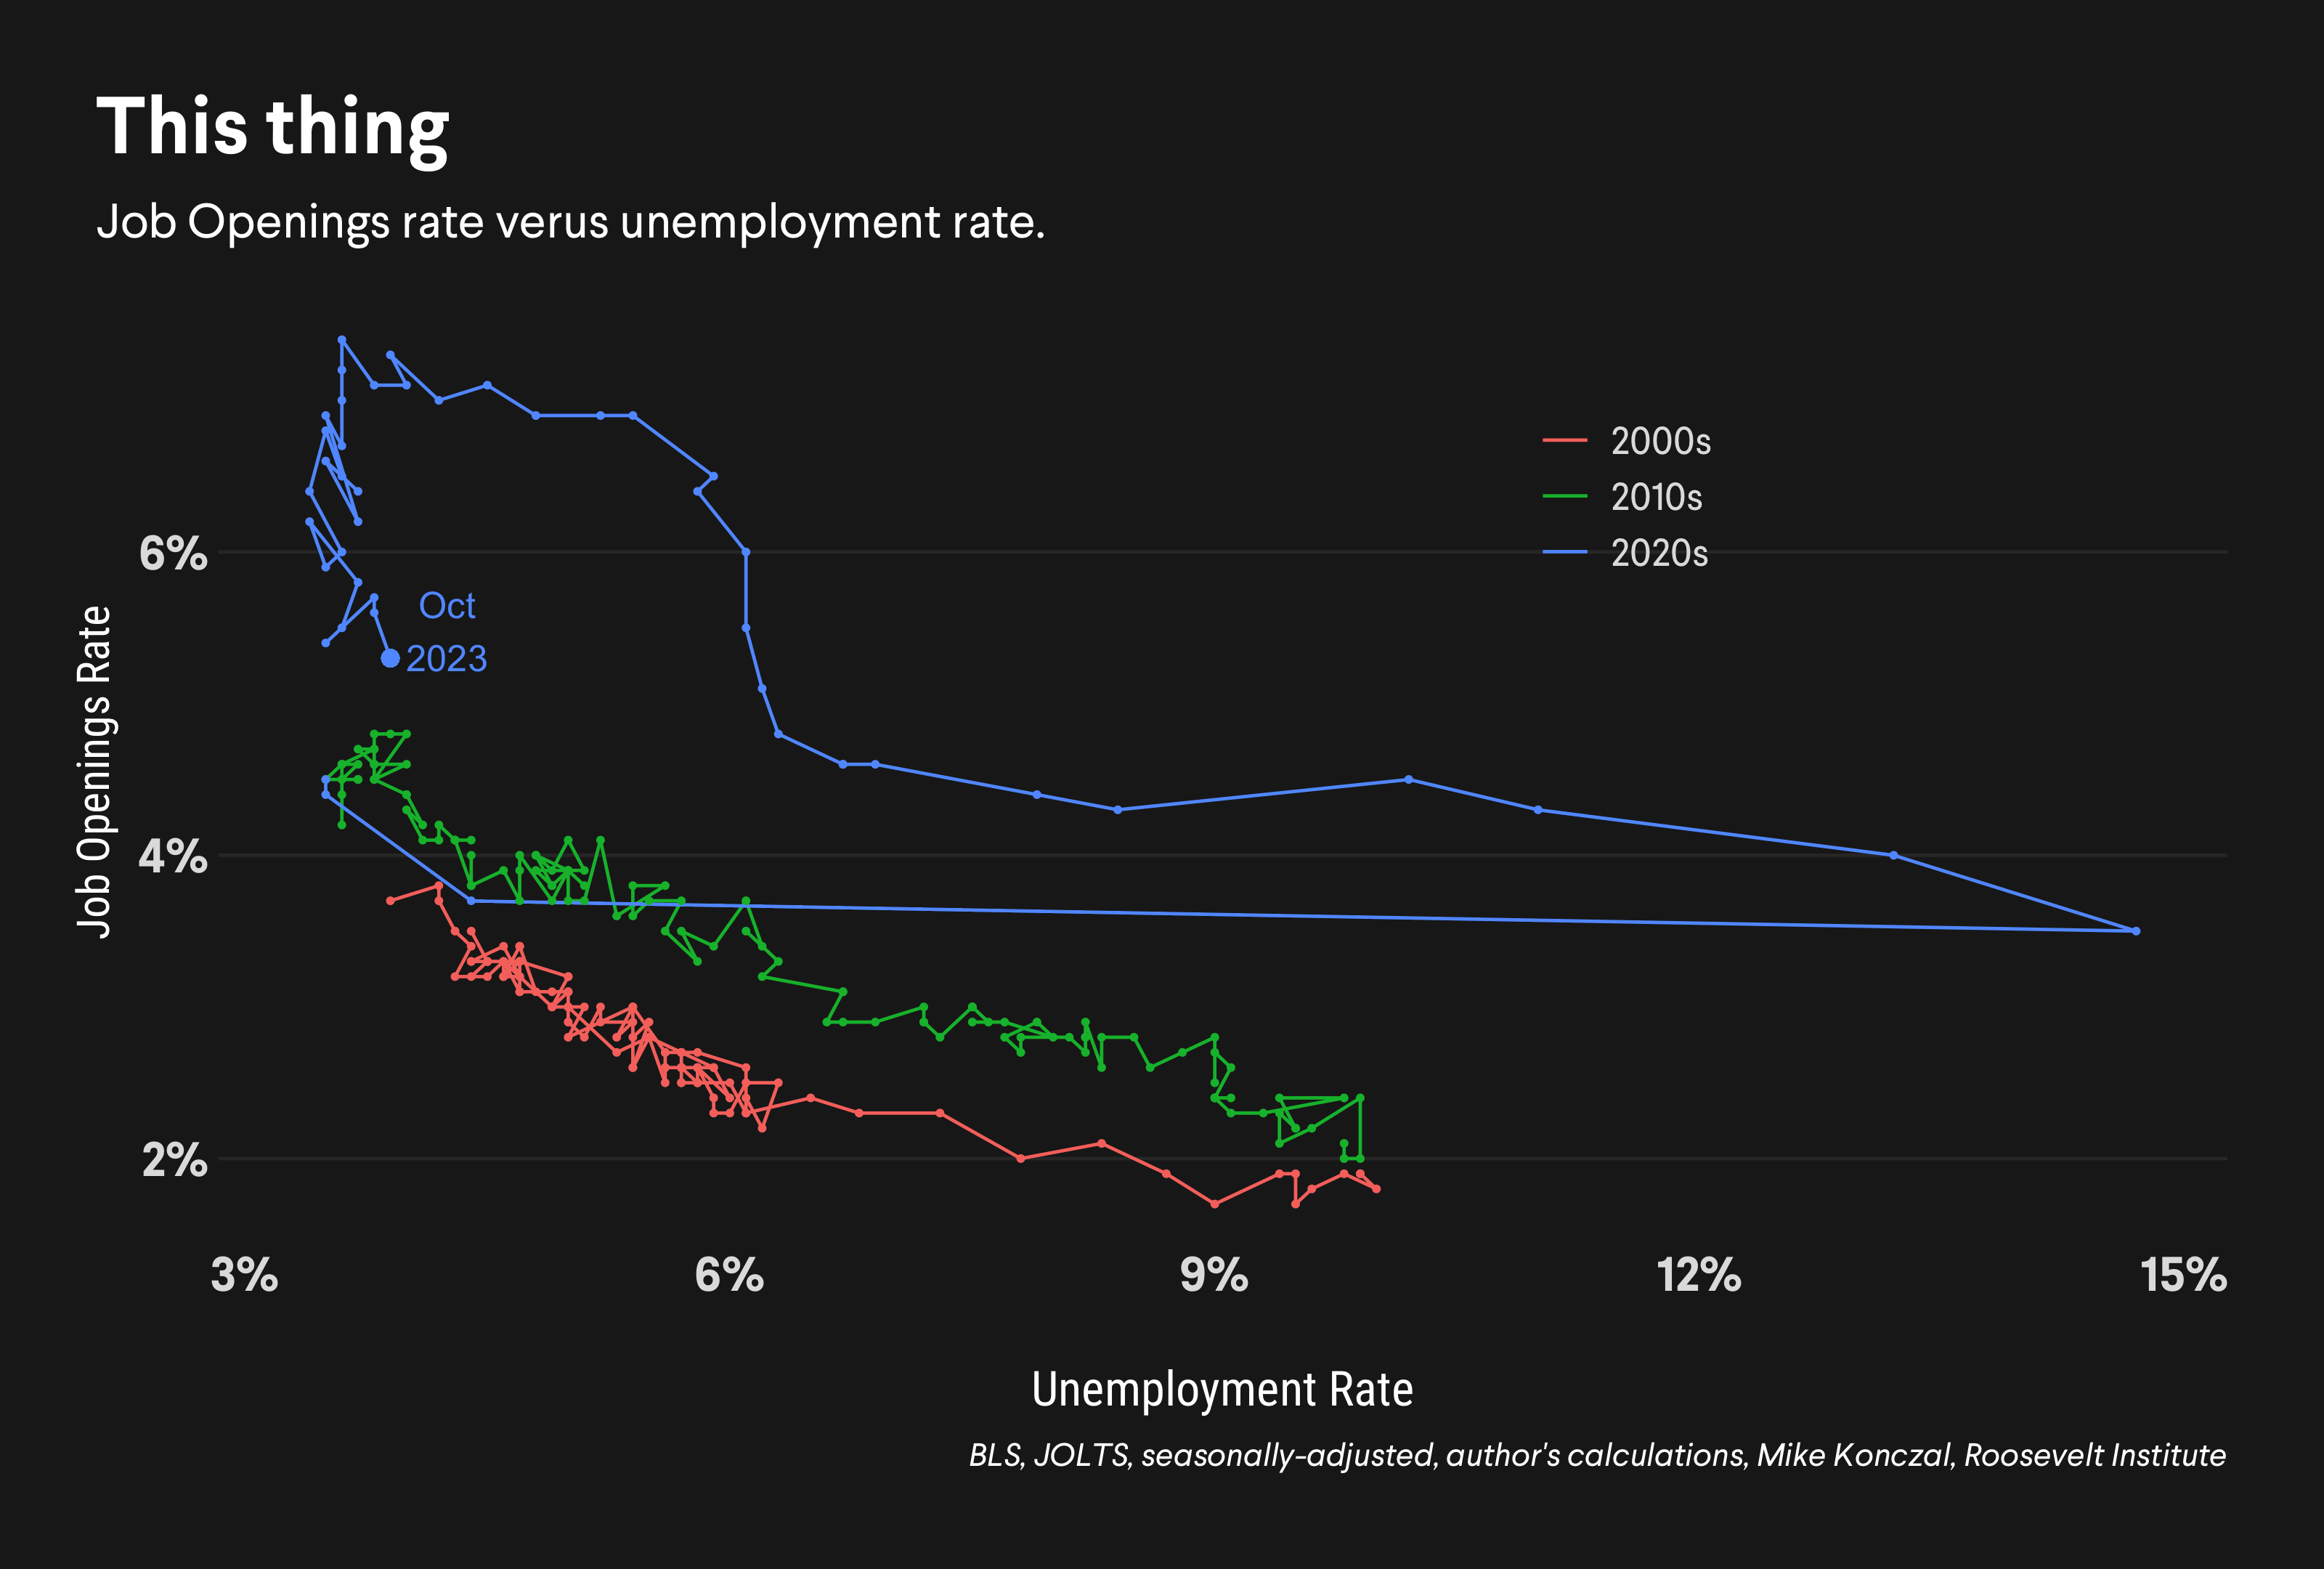 This thing
Job Openings rate verus unemployment rate.
2000s
2010s
2020s
6%
Oct
2023
Job Openings Rate
4%
2%
3%
6%
9%
12%
15%
Unemployment Rate
BLS, JOLTS, seasonally-adjusted, author's calculations, Mike Konczal, Roosevelt Institute